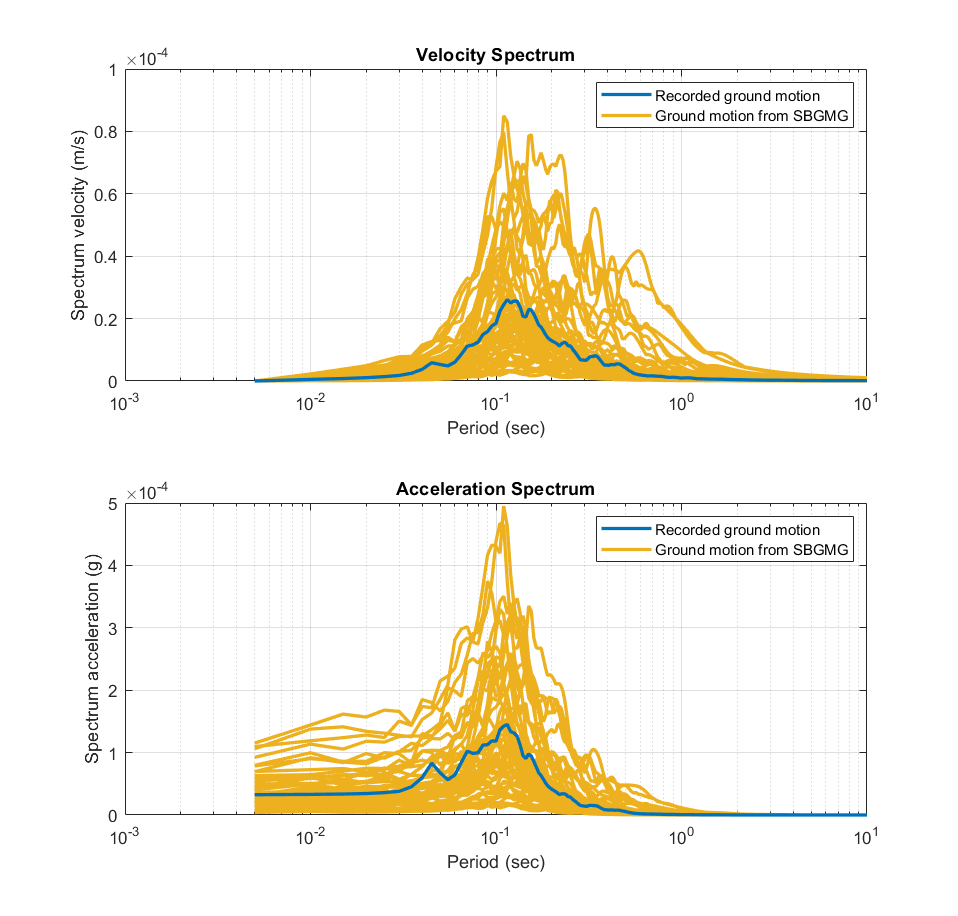 Velocity Spectrum
×10⁻⁴
1
0.8
0.6
0.4
0.2
0
Spectrum velocity (m/s)
Recorded ground motion
Ground motion from SBGMG
10⁻³ 10⁻² 10⁻¹ 10⁰ 10¹
Period (sec)
Acceleration Spectrum
×10⁻⁴
5
4
3
2
1
0
Spectrum acceleration (g)
Recorded ground motion
Ground motion from SBGMG
10⁻³ 10⁻² 10⁻¹ 10⁰ 10¹
Period (sec)